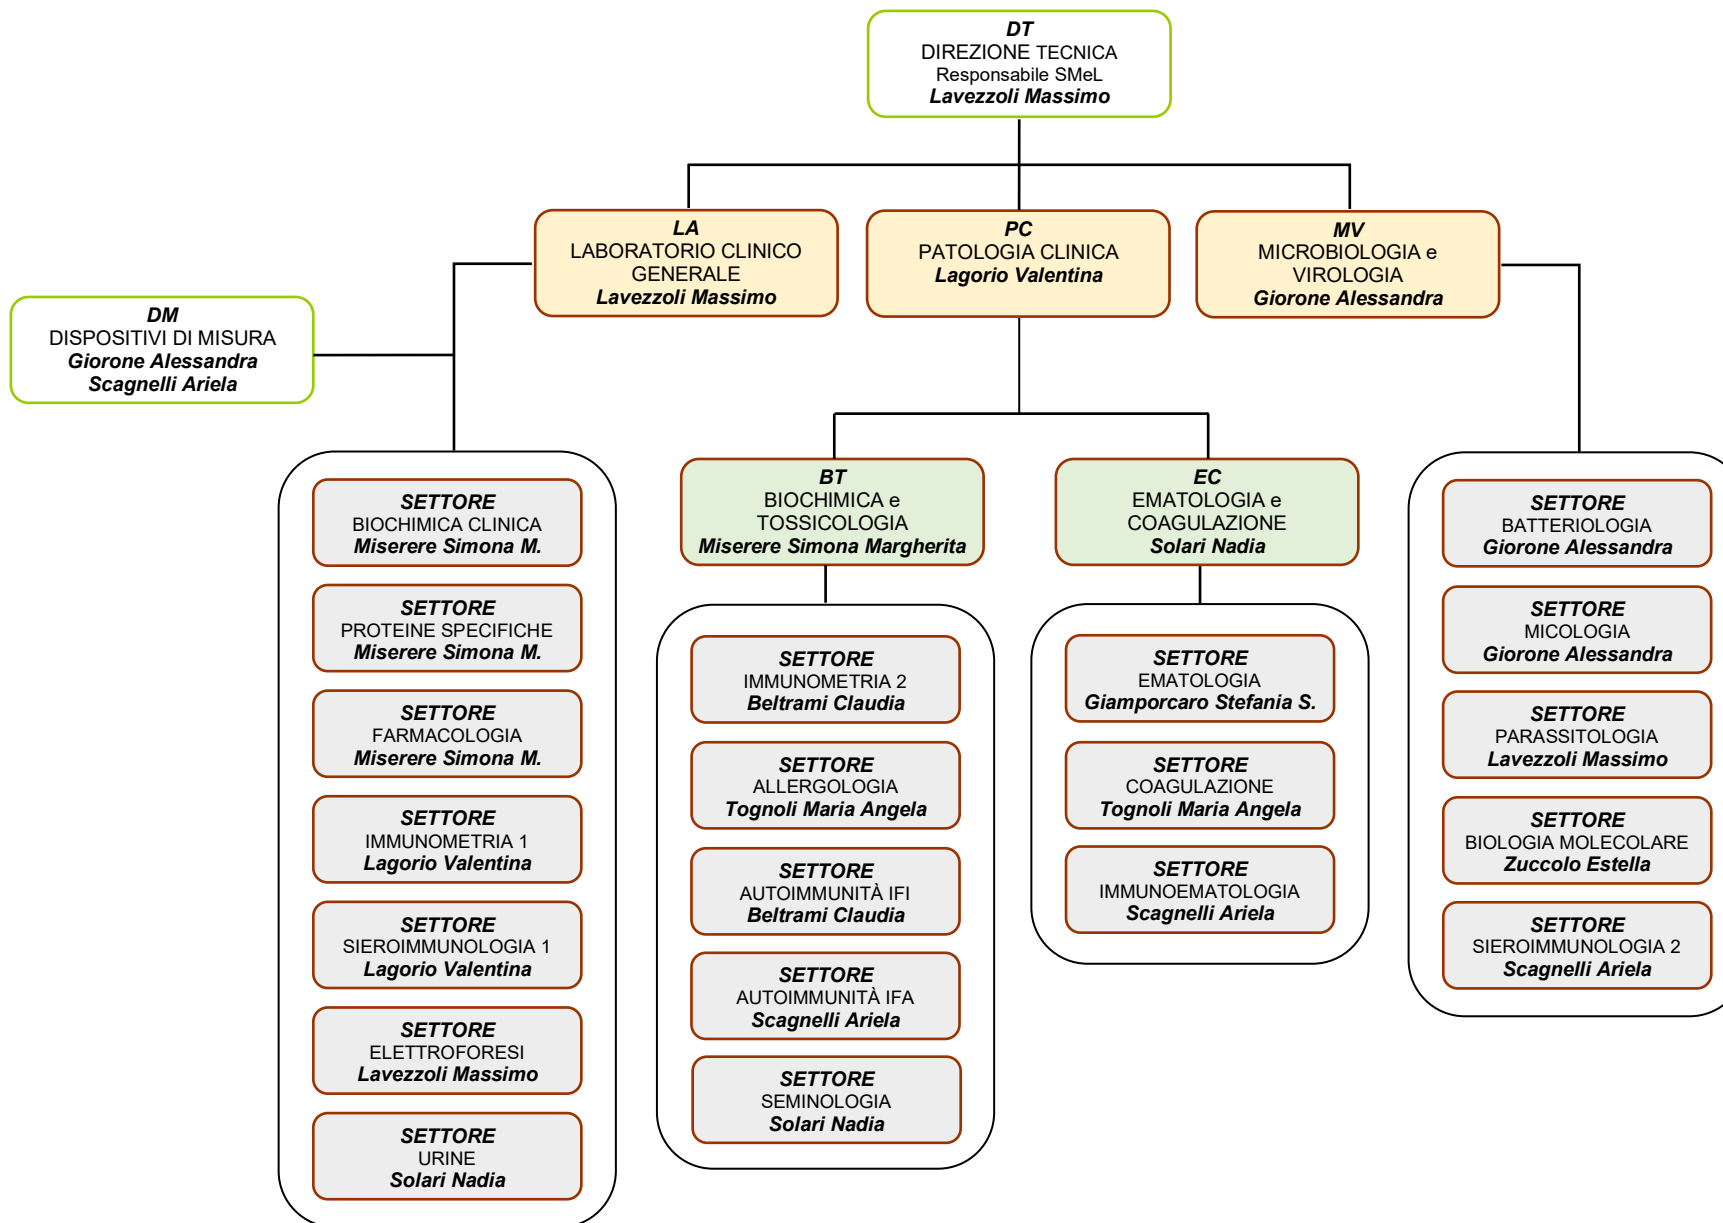 DT
DIREZIONE TECNICA
Responsabile SMeL
Lavezzoli Massimo
LA
LABORATORIO CLINICO
GENERALE
Lavezzoli Massimo
PC
PATOLOGIA CLINICA
Lagorio Valentina
MV
MICROBIOLOGIA e
VIROLOGIA
Giorone Alessandra
DM
DISPOSITIVI DI MISURA
Giorone Alessandra
Scagnelli Ariela
SETTORE
BIOCHIMICA CLINICA
Miserere Simona M.
SETTORE
PROTEINE SPECIFICHE
Miserere Simona M.
SETTORE
FARMACOLOGIA
Miserere Simona M.
SETTORE
IMMUNOMETRIA 1
Lagorio Valentina
SETTORE
SIEROIMMUNOLOGIA 1
Lagorio Valentina
SETTORE
ELETTROFORESI
Lavezzoli Massimo
SETTORE
URINE
Solari Nadia
BT
BIOCHIMICA e
TOSSICOLOGIA
Miserere Simona Margherita
SETTORE
IMMUNOMETRIA 2
Beltrami Claudia
SETTORE
ALLERGOLOGIA
Tognoli Maria Angela
SETTORE
AUTOIMMUNITÀ IFI
Beltrami Claudia
SETTORE
AUTOIMMUNITÀ IFA
Scagnelli Ariela
SETTORE
SEMINOLOGIA
Solari Nadia
EC
EMATOLOGIA e
COAGULAZIONE
Solari Nadia
SETTORE
EMATOLOGIA
Giamporcaro Stefania S.
SETTORE
COAGULAZIONE
Tognoli Maria Angela
SETTORE
IMMUNOEMATOLOGIA
Scagnelli Ariela
SETTORE
BATTERIOLOGIA
Giorone Alessandra
SETTORE
MICOLOGIA
Giorone Alessandra
SETTORE
PARASSITOLOGIA
Lavezzoli Massimo
SETTORE
BIOLOGIA MOLECOLARE
Zuccolo Estella
SETTORE
SIEROIMMUNOLOGIA 2
Scagnelli Ariela